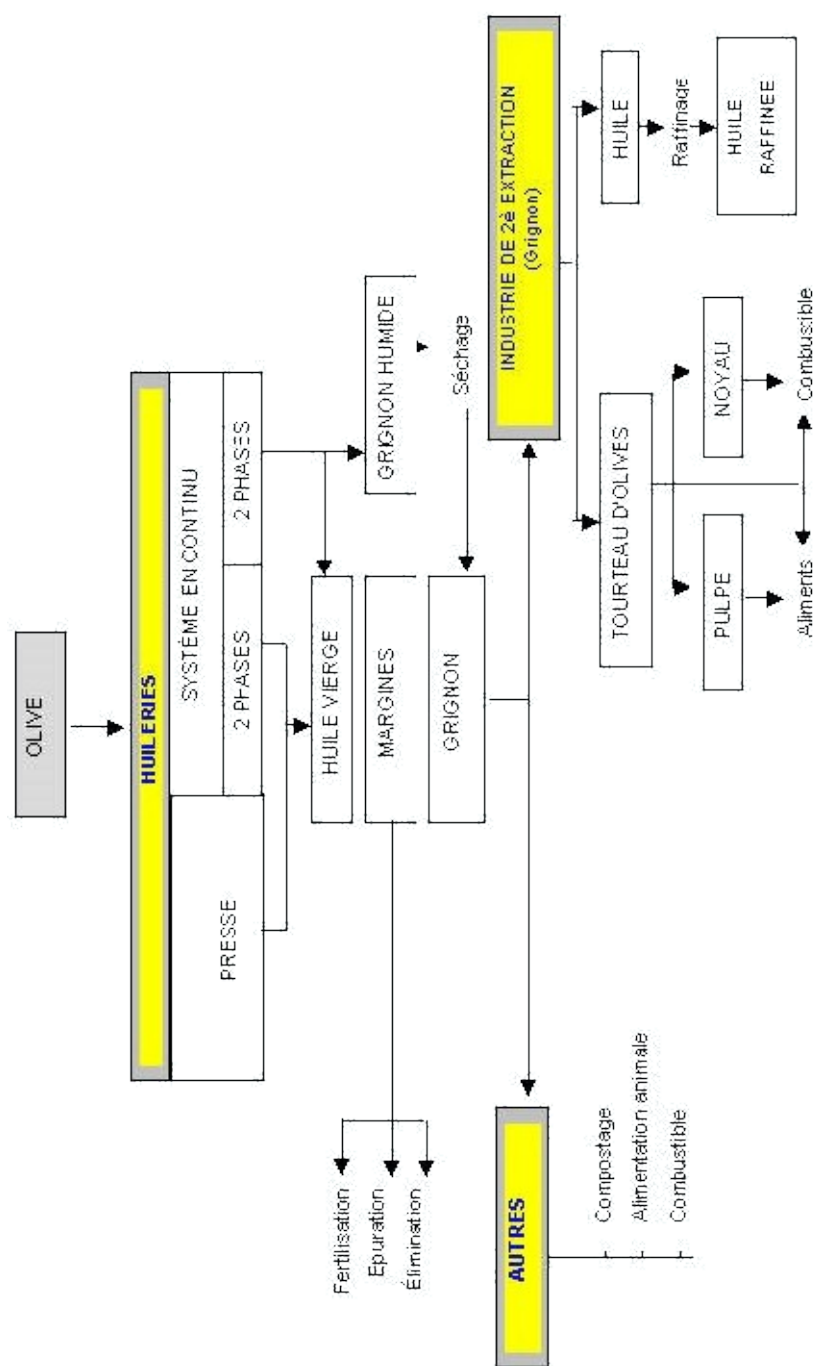 OLIVE
HUILERIES
PRESSE
SYSTÈME EN CONTINU
2 PHASES
2 PHASES
HUILE VIERGE
MARGINES
GRIGNON
GRIGNON HUMIDE
Séchage
Fertilisation
Epuration
Élimination
AUTRES
Compostage
Alimentation animale
Combustible
INDUSTRIE DE 2è EXTRACTION
(Grignon)
TOURTEAU D'OLIVES
HUILE
Raffinage
HUILE
RAFFINEE
PULPE
NOYAU
Aliments
Combustible